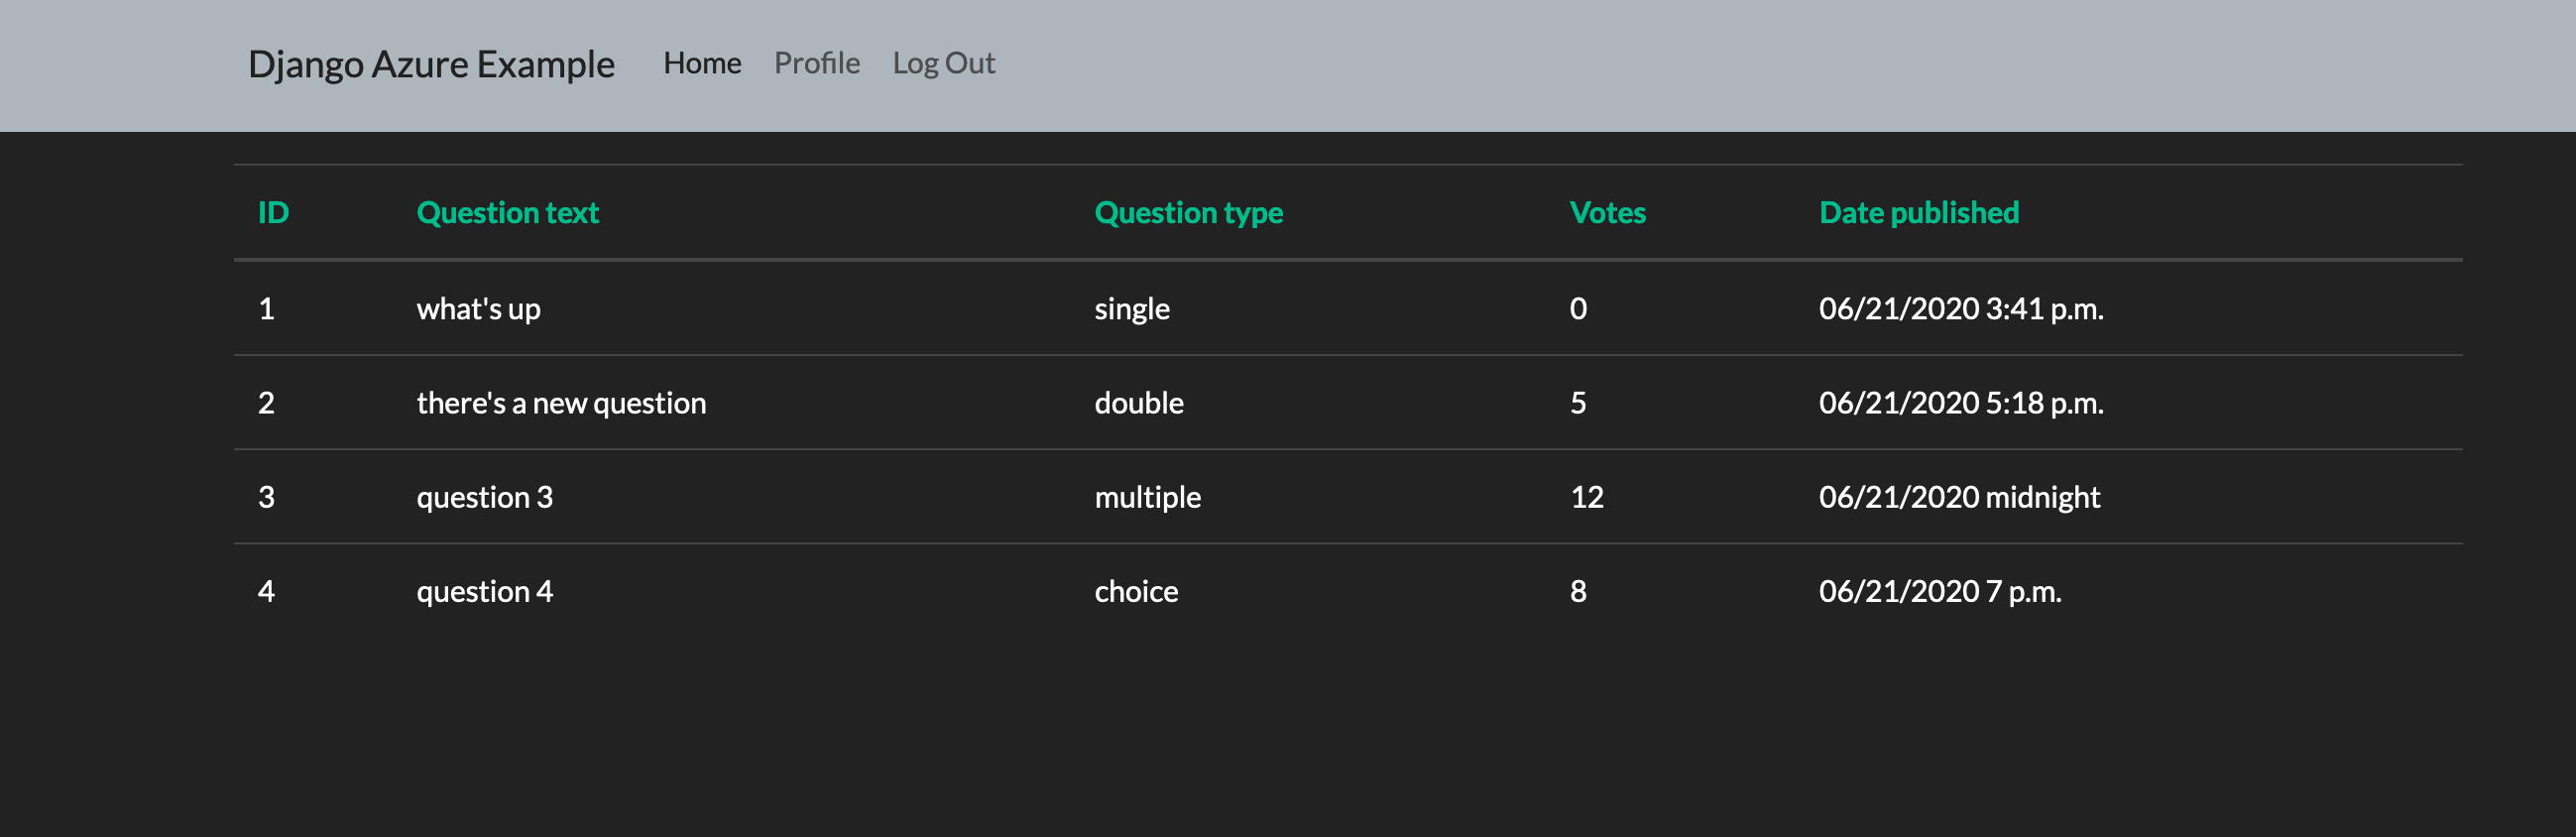 Django Azure Example Home Profile Log Out
ID Question text Question type Votes Date published
1 what's up single 0 06/21/2020 3:41 p.m.
2 there's a new question double 5 06/21/2020 5:18 p.m.
3 question 3 multiple 12 06/21/2020 midnight
4 question 4 choice 8 06/21/2020 7 p.m.